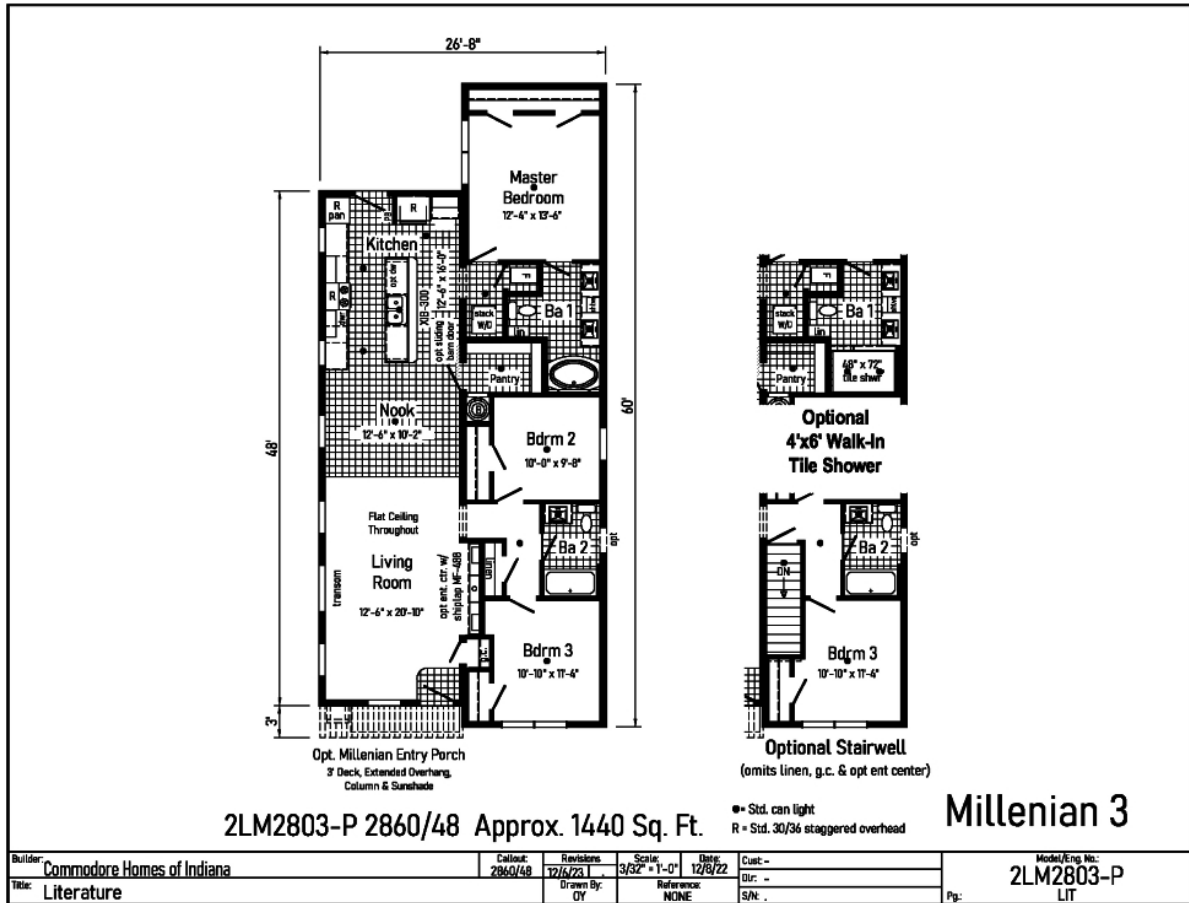 26'-8"
Master
Bedroom
12'-4" x 13'-6"
R
pan
R
Kitchen
12'-6" x 16'-0"
XIB-30D
opt dw
R
F
stack
W/D
Ba 1
lin
opt sliding
barn door
Pantry
48'
60'
Nook
12'-6" x 10'-2"
B
Bdrm 2
10'-0" x 9'-8"
Flat Ceiling
Throughout
Living
Room
12'-6" x 20'-10"
transom
opt ent. ctr. w/
shiplap MF-48B
linen
Ba 2
opt
g.c.
Bdrm 3
10'-10" x 11'-4"
3'
Opt. Millenian Entry Porch
3' Deck, Extended Overhang,
Column & Sunshade
F
stack
W/D
Ba 1
lin
Pantry
48" x 72"
tile shwr
Optional
4'x6' Walk-in
Tile Shower
Ba 2
opt
DN
Bdrm 3
10'-10" x 11'-4"
Optional Stairwell
(omits linen, g.c. & opt ent center)
2LM2803-P 2860/48 Approx. 1440 Sq. Ft.
●= Std. can light
R = Std. 30/36 staggered overhead
Millenian 3
Builder: Commodore Homes of Indiana
Callout: 2860/48
Revisions 12/6/23
Scale: 3/32" = 1'-0"
Date: 12/8/22
Cust: -
Dlr: -
S/N: .
Model/Eng. No.: 2LM2803-P
Title: Literature
Drawn By: OY
Reference: NONE
Pg.: LIT